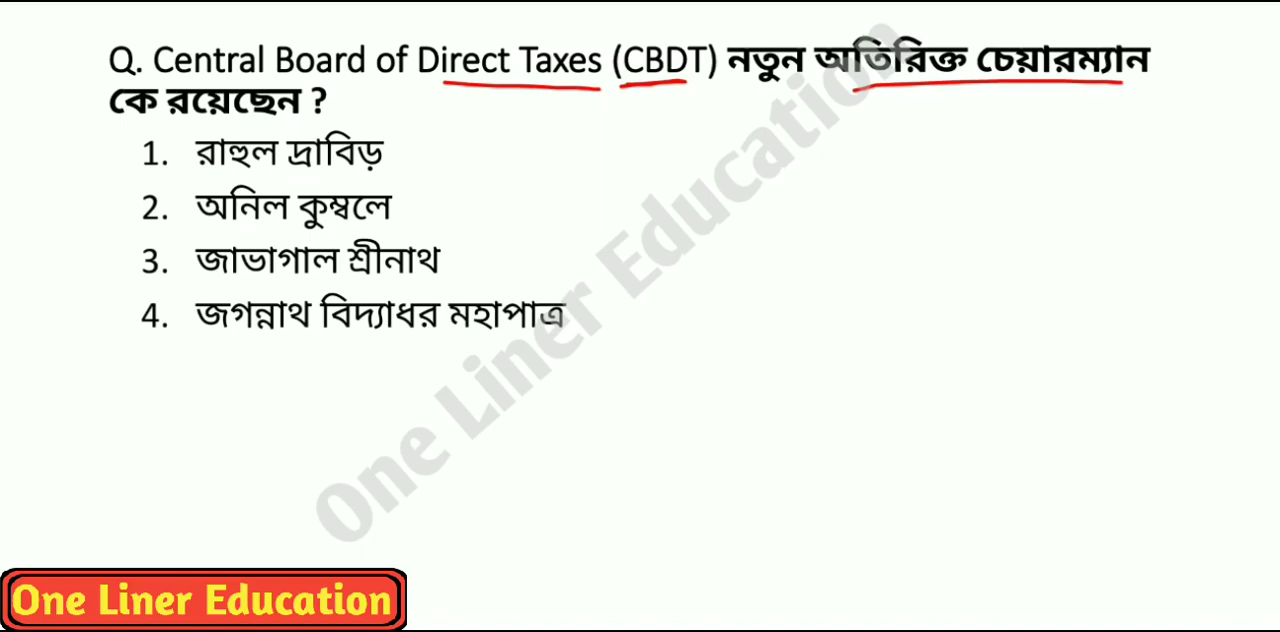 Q. Central Board of Direct Taxes (CBDT) নতুন অতিরিক্ত চেয়ারম্যান
কে রয়েছেন ?
1. রাহুল দ্রাবিড়
2. অনিল কুম্বলে
3. জাভাগাল শ্রীনাথ
4. জগন্নাথ বিদ্যাধর মহাপাত্র
One Liner Education
One Liner Education